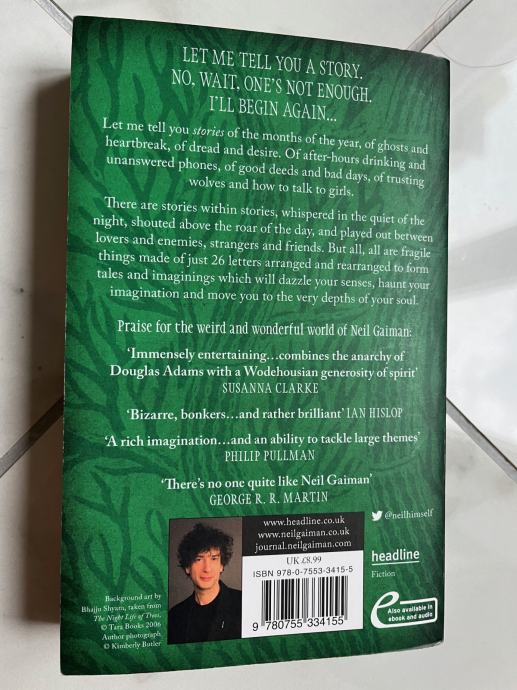 LET ME TELL YOU A STORY.
NO, WAIT, ONE'S NOT ENOUGH.
I'LL BEGIN AGAIN...
Let me tell you stories of the months of the year, of ghosts and
heartbreak, of dread and desire. Of after-hours drinking and
unanswered phones, of good deeds and bad days, of trusting
wolves and how to talk to girls.
There are stories within stories, whispered in the quiet of the
night, shouted above the roar of the day, and played out between
lovers and enemies, strangers and friends. But all, all are fragile
things made of just 26 letters arranged and rearranged to form
tales and imaginings which will dazzle your senses, haunt your
imagination and move you to the very depths of your soul.
Praise for the weird and wonderful world of Neil Gaiman:
'Immensely entertaining...combines the anarchy of
Douglas Adams with a Wodehousian generosity of spirit'
SUSANNA CLARKE
'Bizarre, bonkers...and rather brilliant' IAN HISLOP
'A rich imagination...and an ability to tackle large themes'
PHILIP PULLMAN
'There's no one quite like Neil Gaiman'
GEORGE R. R. MARTIN
www.headline.co.uk
www.neilgaiman.com
journal.neilgaiman.com
UK £8.99
ISBN 978-0-7553-3415-5
9 780755 334155
@neilhimself
headline
Fiction
e
Also available in
ebook and audio
Background art by
Bhajju Shyam, taken from
The Night Life of Trees,
© Tara Books 2006
Author photograph
© Kimberly Butler